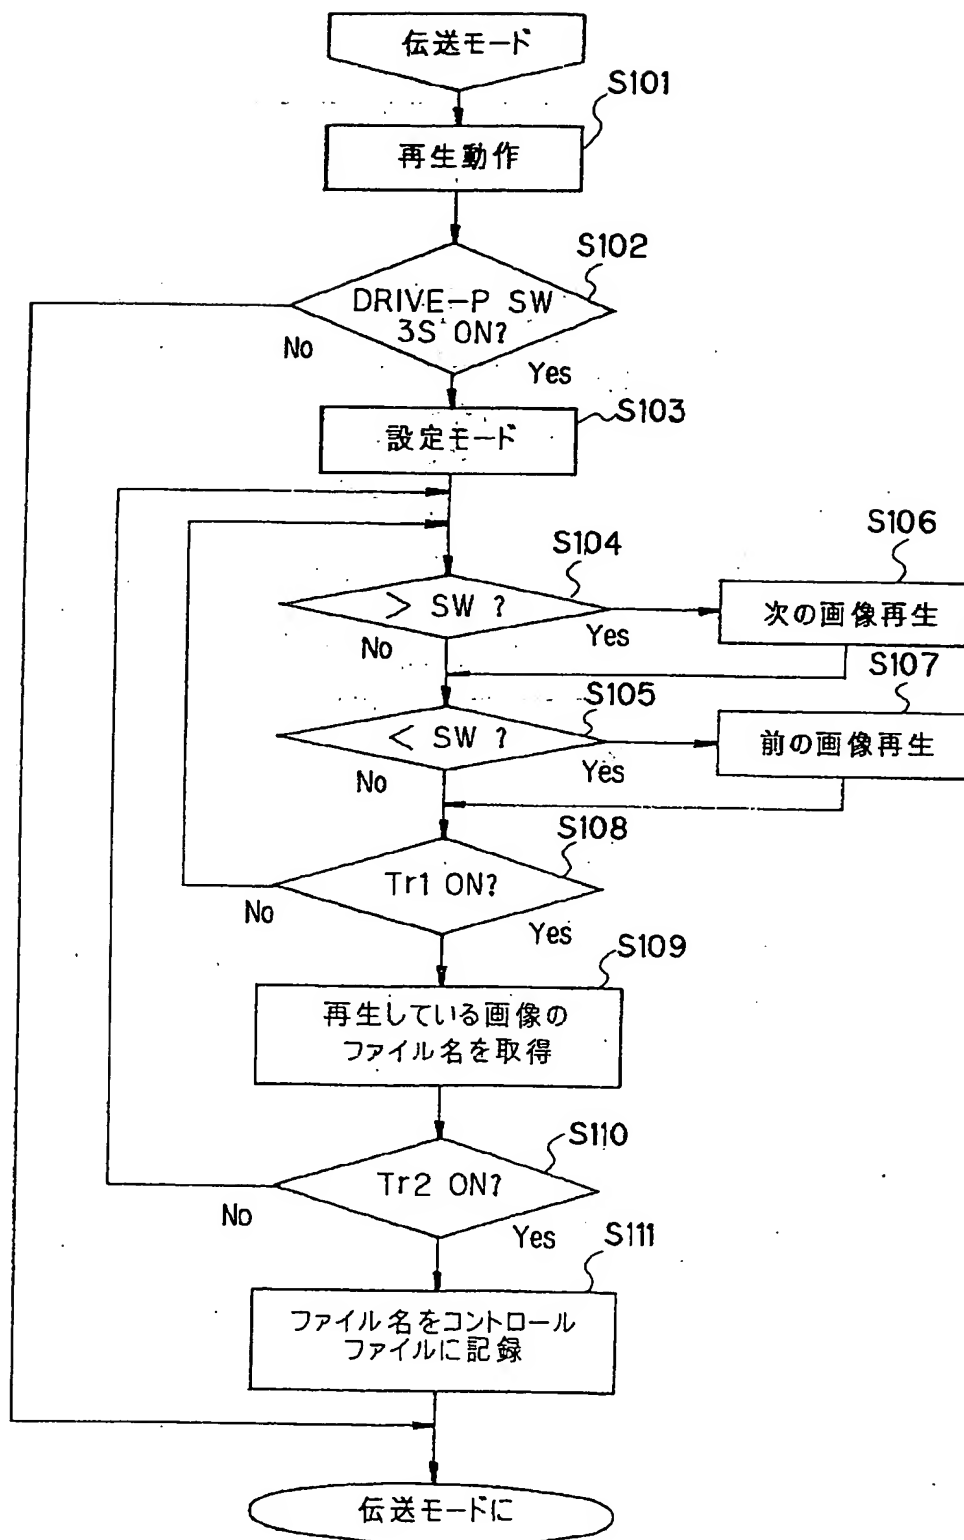 伝送モード
S101
再生動作
S102
DRIVE-P SW
3S ON?
No
Yes
S103
設定モード
S104
> SW ?
No
Yes
S106
次の画像再生
S105
< SW ?
No
Yes
S107
前の画像再生
S108
Tr1 ON?
No
Yes
S109
再生している画像の
ファイル名を取得
S110
Tr2 ON?
No
Yes
S111
ファイル名をコントロール
ファイルに記録
伝送モードに